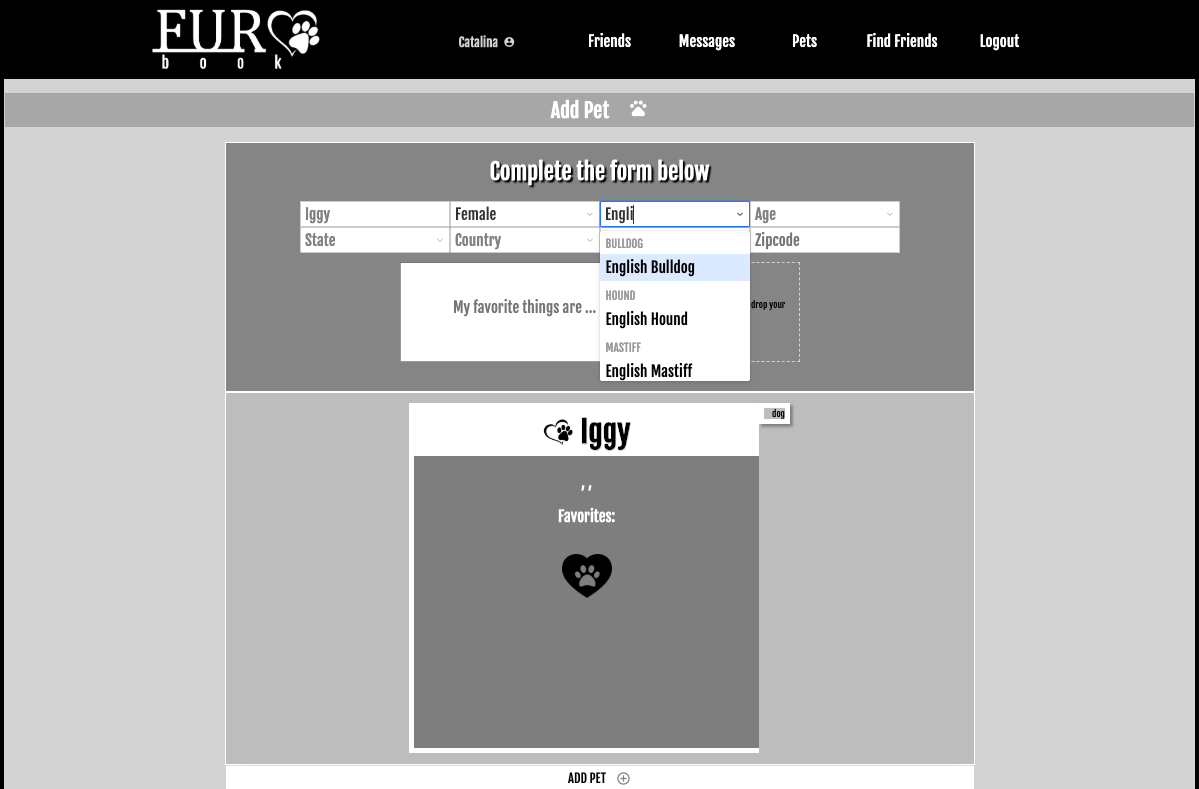 FUR
book
Catalina Friends Messages Pets Find Friends Logout
Add Pet
Complete the form below
Iggy Female Engli Age
State Country Zipcode
BULLDOG
English Bulldog
HOUND
English Hound
MASTIFF
English Mastiff
My favorite things are ... drop your
dog
Iggy
, ,
Favorites:
ADD PET